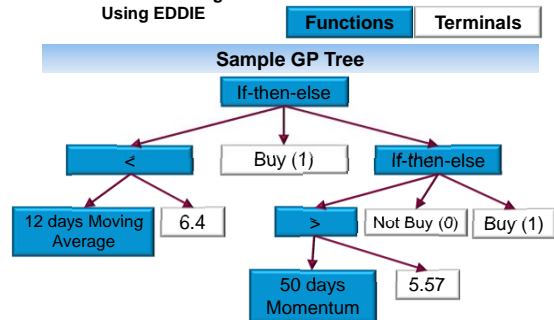 Using EDDIE
Functions Terminals
Sample GP Tree
If-then-else
< Buy (1) If-then-else
12 days Moving
Average
6.4 > Not Buy (0) Buy (1)
50 days
Momentum
5.57